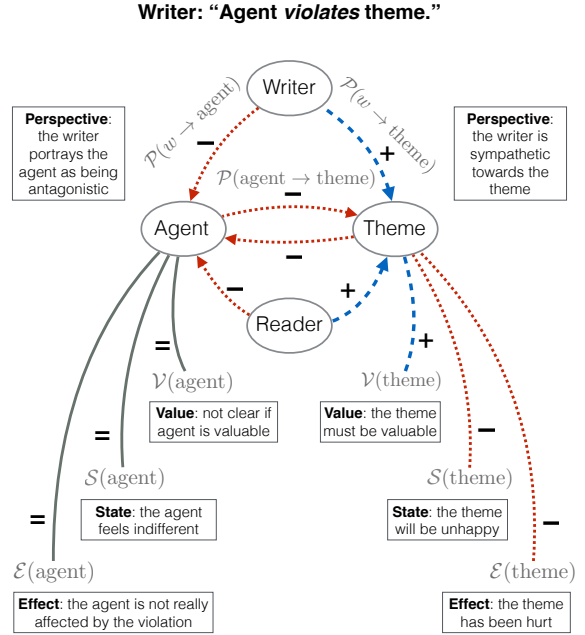 Writer: “Agent violates theme.”
Writer
Perspective:
the writer
portrays the
agent as being
antagonistic
𝒫(w → agent)
−
𝒫(w → theme)
+
Perspective:
the writer is
sympathetic
towards the
theme
𝒫(agent → theme)
−
Agent
Theme
−
−
+
Reader
=
+
𝒱(agent)
𝒱(theme)
Value: not clear if
agent is valuable
Value: the theme
must be valuable
=
−
𝒮(agent)
𝒮(theme)
State: the agent
feels indifferent
State: the theme
will be unhappy
=
−
ℰ(agent)
ℰ(theme)
Effect: the agent is not really
affected by the violation
Effect: the theme
has been hurt